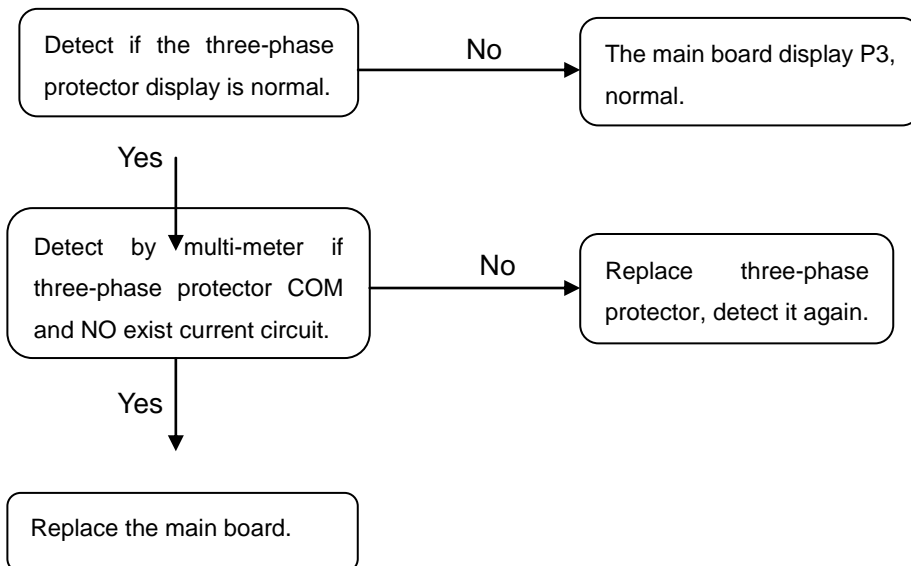 Detect if the three-phase
protector display is normal.
No
The main board display P3,
normal.
Yes
Detect by multi-meter if
three-phase protector COM
and NO exist current circuit.
No
Replace three-phase
protector, detect it again.
Yes
Replace the main board.